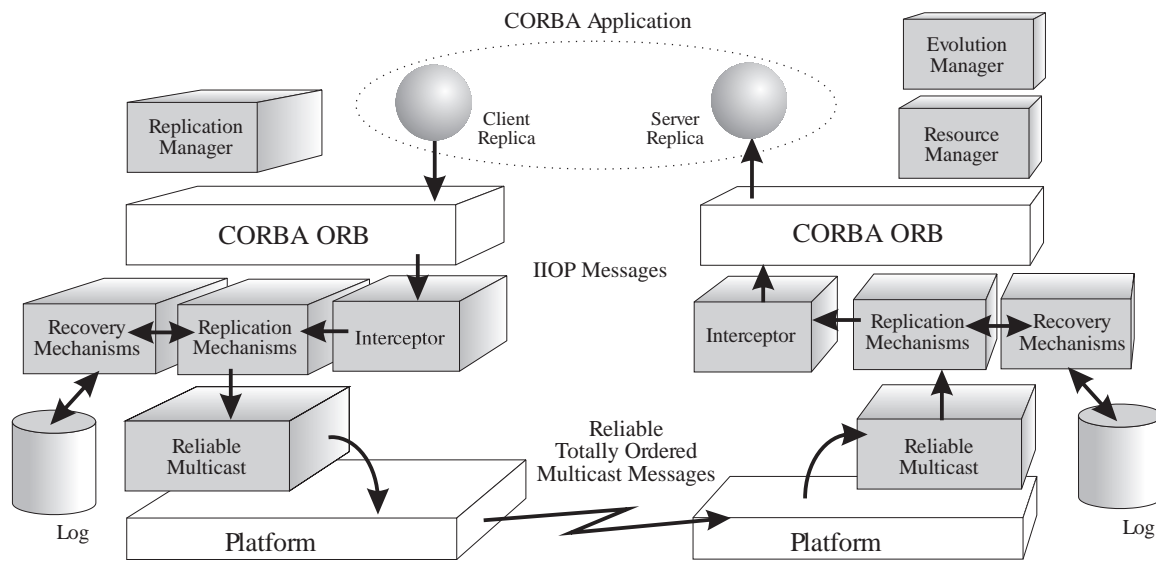 CORBA Application
Evolution
Manager
Replication
Manager
Client
Replica
Server
Replica
Resource
Manager
CORBA ORB
CORBA ORB
IIOP Messages
Recovery
Mechanisms
Replication
Mechanisms
Interceptor
Interceptor
Replication
Mechanisms
Recovery
Mechanisms
Reliable
Multicast
Reliable
Totally Ordered
Multicast Messages
Reliable
Multicast
Log
Platform
Platform
Log